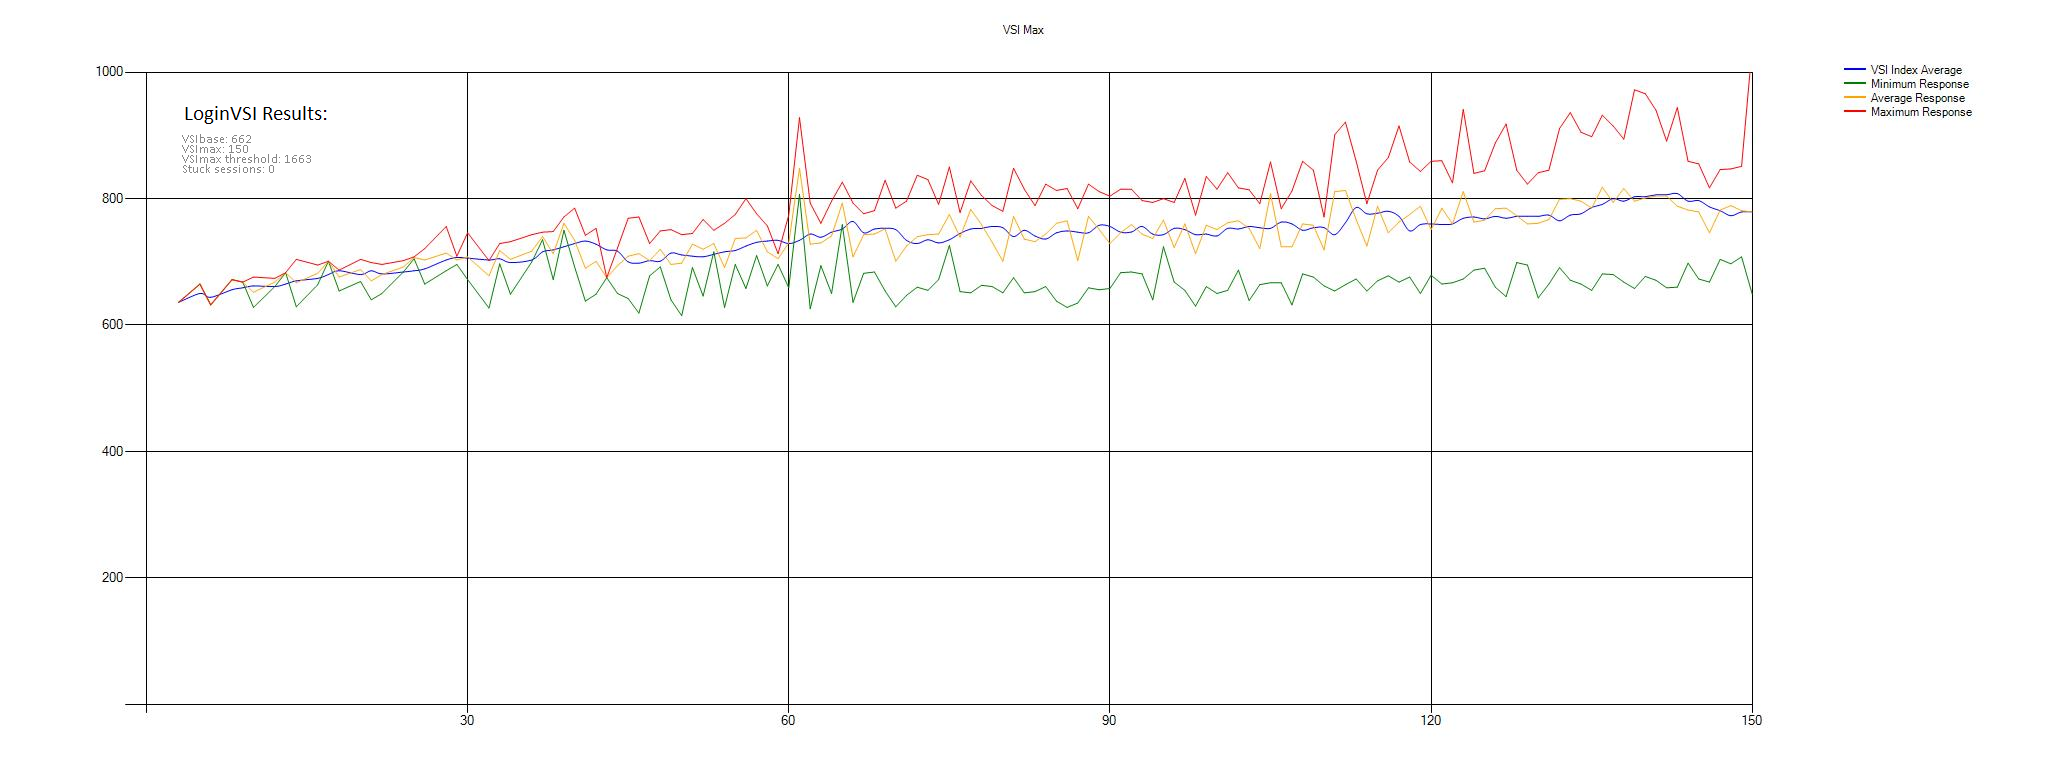 VSI Max
1000
800
600
400
200
LoginVSI Results:
VSIbase: 662
VSImax: 150
VSImax threshold: 1663
Stuck sessions: 0
VSI Index Average
Minimum Response
Average Response
Maximum Response
30 60 90 120 150